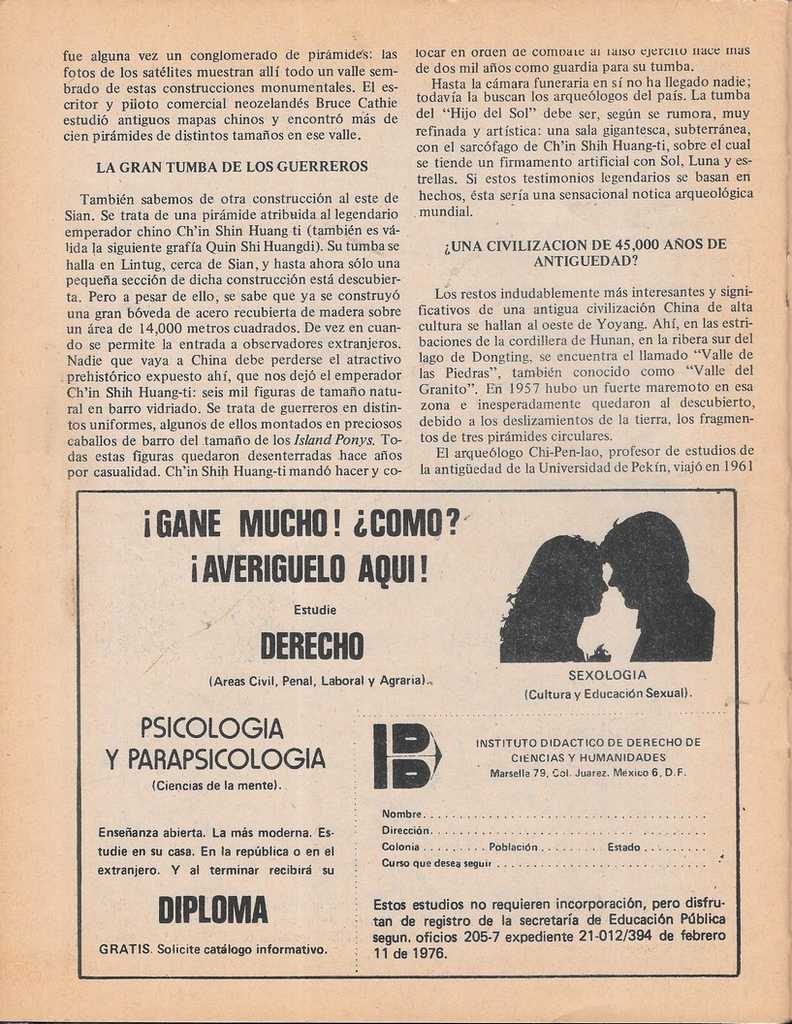 fue alguna vez un conglomerado de pirámides: las
fotos de los satélites muestran allí todo un valle sem-
brado de estas construcciones monumentales. El es-
critor y piloto comercial neozelandés Bruce Cathie
estudió antiguos mapas chinos y encontró más de
cien pirámides de distintos tamaños en ese valle.
LA GRAN TUMBA DE LOS GUERREROS
También sabemos de otra construcción al este de
Sian. Se trata de una pirámide atribuida al legendario
emperador chino Ch'in Shin Huang ti (también es vá-
lida la siguiente grafía Quin Shi Huangdi). Su tumba se
halla en Lintug, cerca de Sian, y hasta ahora sólo una
pequeña sección de dicha construcción está descubier-
ta. Pero a pesar de ello, se sabe que ya se construyó
una gran bóveda de acero recubierta de madera sobre
un área de 14,000 metros cuadrados. De vez en cuan-
do se permite la entrada a observadores extranjeros.
Nadie que vaya a China debe perderse el atractivo
prehistórico expuesto ahí, que nos dejó el emperador
Ch'in Shih Huang-ti: seis mil figuras de tamaño natu-
ral en barro vidriado. Se trata de guerreros en distin-
tos uniformes, algunos de ellos montados en preciosos
caballos de barro del tamaño de los Island Ponys. To-
das estas figuras quedaron desenterradas hace años
por casualidad. Ch'in Shih Huang-ti mandó hacer y co-
locar en orden de combate al falso ejército hace más
de dos mil años como guardia para su tumba.
Hasta la cámara funeraria en sí no ha llegado nadie;
todavía la buscan los arqueólogos del país. La tumba
del "Hijo del Sol" debe ser, según se rumora, muy
refinada y artística: una sala gigantesca, subterránea,
con el sarcófago de Ch'in Shih Huang-ti, sobre el cual
se tiende un firmamento artificial con Sol, Luna y es-
trellas. Si estos testimonios legendarios se basan en
hechos, ésta sería una sensacional notica arqueológica
mundial.
¿UNA CIVILIZACION DE 45,000 AÑOS DE
ANTIGUEDAD?
Los restos indudablemente más interesantes y signi-
ficativos de una antigua civilización China de alta
cultura se hallan al oeste de Yoyang. Ahí, en las estri-
baciones de la cordillera de Hunan, en la ribera sur del
lago de Dongting, se encuentra el llamado "Valle de
las Piedras", también conocido como "Valle del
Granito". En 1957 hubo un fuerte maremoto en esa
zona e inesperadamente quedaron al descubierto,
debido a los deslizamientos de la tierra, los fragmen-
tos de tres pirámides circulares.
El arqueólogo Chi-Pen-lao, profesor de estudios de
la antigüedad de la Universidad de Pekín, viajó en 1961
¡GANE MUCHO! ¿COMO?
¡AVERIGUELO AQUI!
Estudie
DERECHO
(Areas Civil, Penal, Laboral y Agraria).
SEXOLOGIA
(Cultura y Educación Sexual).
PSICOLOGIA
Y PARAPSICOLOGIA
(Ciencias de la mente).
Enseñanza abierta. La más moderna. Es-
tudie en su casa. En la república o en el
extranjero. Y al terminar recibirá su
DIPLOMA
GRATIS. Solicite catálogo informativo.
INSTITUTO DIDACTICO DE DERECHO DE
CIENCIAS Y HUMANIDADES
Marsella 79, Col. Juarez. México 6, D.F.
Nombre
Dirección
Colonia Población Estado
Curso que desea seguir
Estos estudios no requieren incorporación, pero disfru-
tan de registro de la secretaría de Educación Pública
segun. oficios 205-7 expediente 21-012/394 de febrero
11 de 1976.